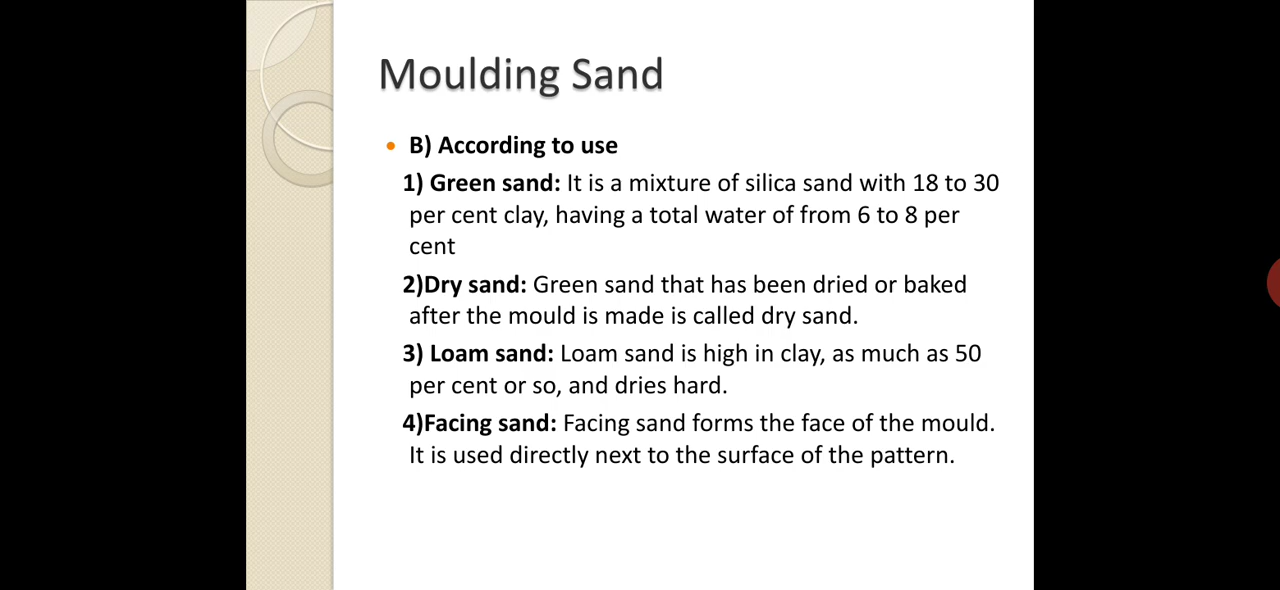 Moulding Sand
B) According to use
1) Green sand: It is a mixture of silica sand with 18 to 30
per cent clay, having a total water of from 6 to 8 per
cent
2)Dry sand: Green sand that has been dried or baked
after the mould is made is called dry sand.
3) Loam sand: Loam sand is high in clay, as much as 50
per cent or so, and dries hard.
4)Facing sand: Facing sand forms the face of the mould.
It is used directly next to the surface of the pattern.